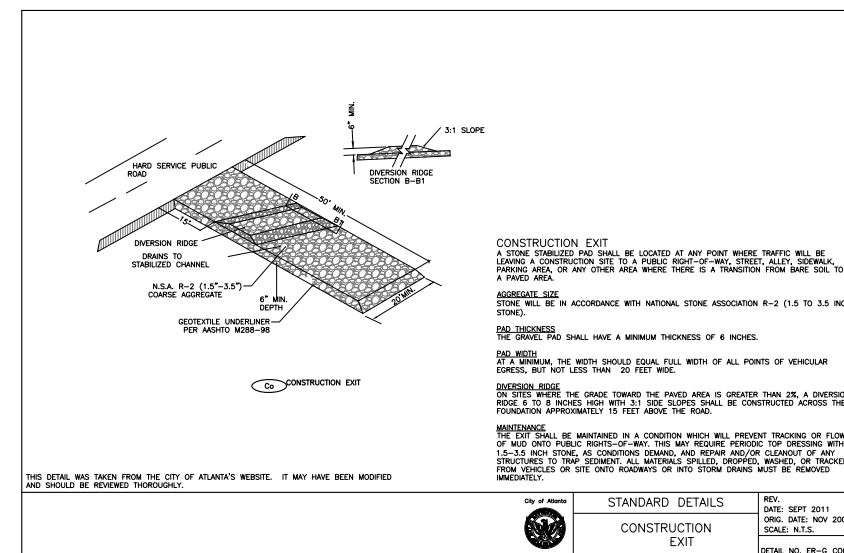 6" MIN.
3:1 SLOPE
HARD SERVICE PUBLIC
ROAD
DIVERSION RIDGE
SECTION B-B1
B
50' MIN.
B1
15'
DIVERSION RIDGE
DRAINS TO
STABILIZED CHANNEL
N.S.A. R-2 (1.5"-3.5")
COARSE AGGREGATE
6" MIN.
DEPTH
20'MIN.
GEOTEXTILE UNDERLINER
PER AASHTO M288-98
Co CONSTRUCTION EXIT
CONSTRUCTION EXIT
A STONE STABILIZED PAD SHALL BE LOCATED AT ANY POINT WHERE TRAFFIC WILL BE
LEAVING A CONSTRUCTION SITE TO A PUBLIC RIGHT-OF-WAY, STREET, ALLEY, SIDEWALK,
PARKING AREA, OR ANY OTHER AREA WHERE THERE IS A TRANSITION FROM BARE SOIL TO
A PAVED AREA.
AGGREGATE SIZE
STONE WILL BE IN ACCORDANCE WITH NATIONAL STONE ASSOCIATION R-2 (1.5 TO 3.5
STONE).
PAD THICKNESS
THE GRAVEL PAD SHALL HAVE A MINIMUM THICKNESS OF 6 INCHES.
PAD WIDTH
AT A MINIMUM, THE WIDTH SHOULD EQUAL FULL WIDTH OF ALL POINTS OF VEHICULAR
EGRESS, BUT NOT LESS THAN 20 FEET WIDE.
DIVERSION RIDGE
ON SITES WHERE THE GRADE TOWARD THE PAVED AREA IS GREATER THAN 2%, A
RIDGE 6 TO 8 INCHES HIGH WITH 3:1 SIDE SLOPES SHALL BE CONSTRUCTED ACROSS THE
FOUNDATION APPROXIMATELY 15 FEET ABOVE THE ROAD.
MAINTENANCE
THE EXIT SHALL BE MAINTAINED IN A CONDITION WHICH WILL PREVENT TRACKING OR FLOW
OF MUD ONTO PUBLIC RIGHTS-OF-WAY. THIS MAY REQUIRE PERIODIC TOP DRESSING WITH
1.5-3.5 INCH STONE, AS CONDITIONS DEMAND, AND REPAIR AND/OR CLEANOUT OF ANY
STRUCTURES TO TRAP SEDIMENT. ALL MATERIALS SPILLED, DROPPED, WASHED, OR
FROM VEHICLES OR SITE ONTO ROADWAYS OR INTO STORM DRAINS MUST BE REMOVED
IMMEDIATELY.
THIS DETAIL WAS TAKEN FROM THE CITY OF ATLANTA'S WEBSITE. IT MAY HAVE BEEN MODIFIED
AND SHOULD BE REVIEWED THOROUGHLY.
City of Atlanta
STANDARD DETAILS
CONSTRUCTION
EXIT
REV.
DATE: SEPT 2011
ORIG. DATE: NOV
SCALE: N.T.S.
DETAIL NO. ER-G